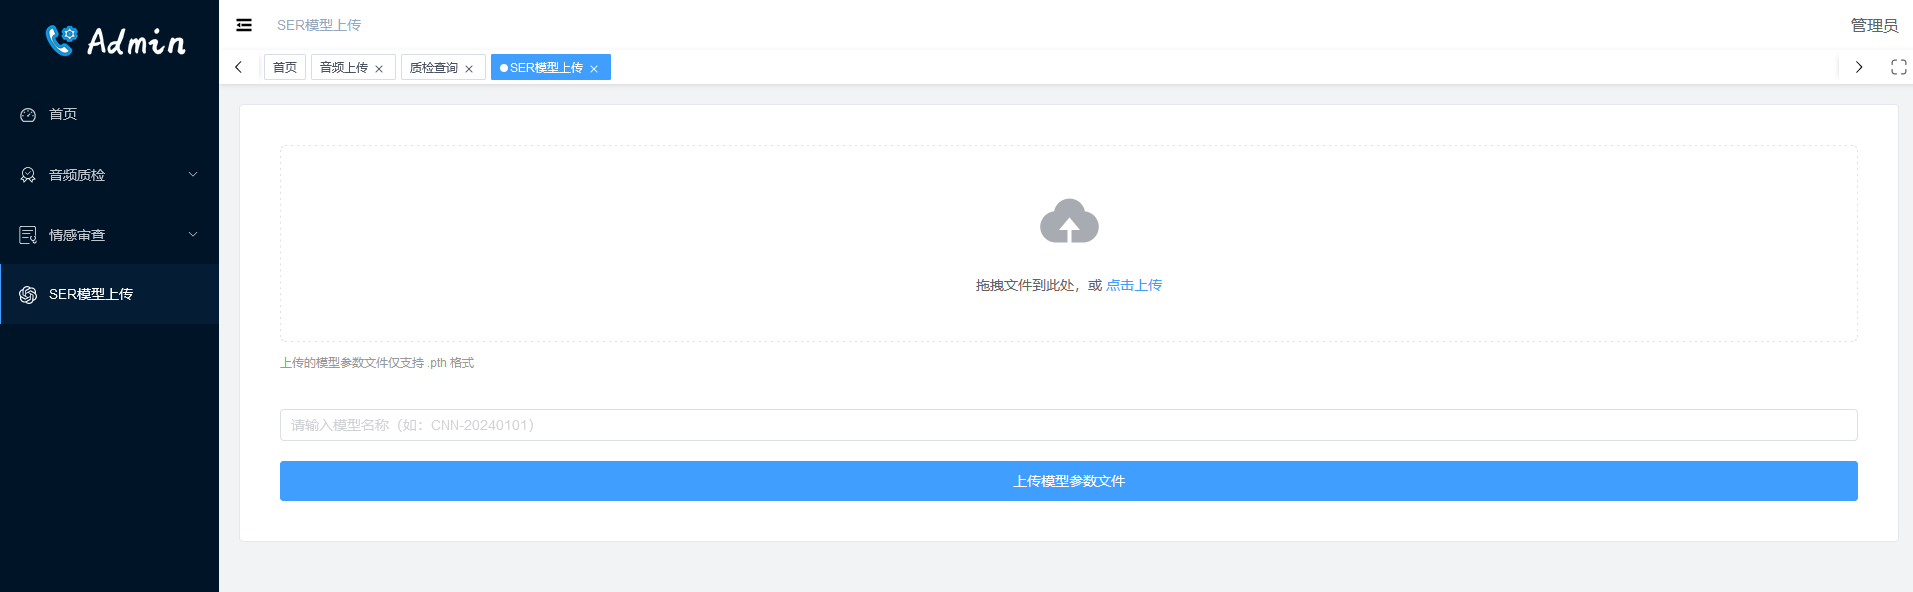 Admin
首页
音频质检
情感审查
SER模型上传
SER模型上传
管理员
首页 音频上传 质检查询 SER模型上传
拖拽文件到此处，或 点击上传
上传的模型参数文件仅支持 .pth 格式
请输入模型名称（如：CNN-20240101）
上传模型参数文件